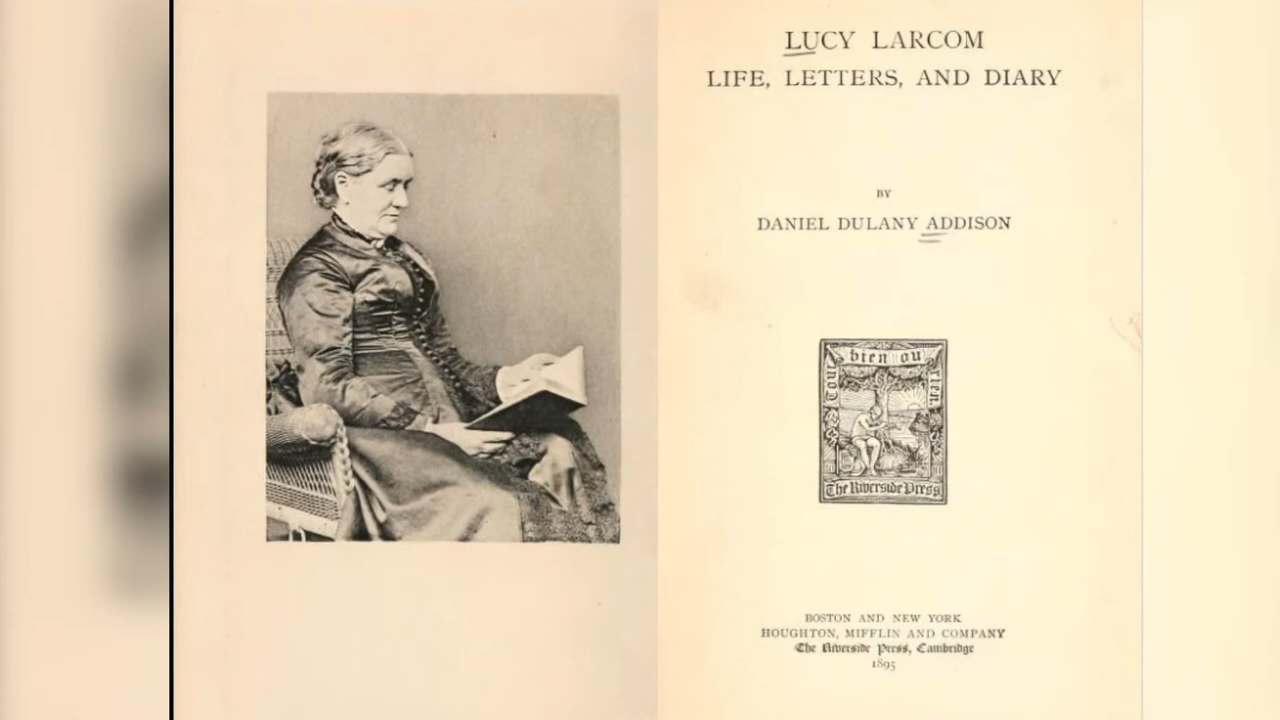 LUCY LARCOM
LIFE, LETTERS, AND DIARY
BY
DANIEL DULANY ADDISON
Tout bien ou rien.
The Riverside Press
BOSTON AND NEW YORK
HOUGHTON, MIFFLIN AND COMPANY
The Riverside Press, Cambridge
1895